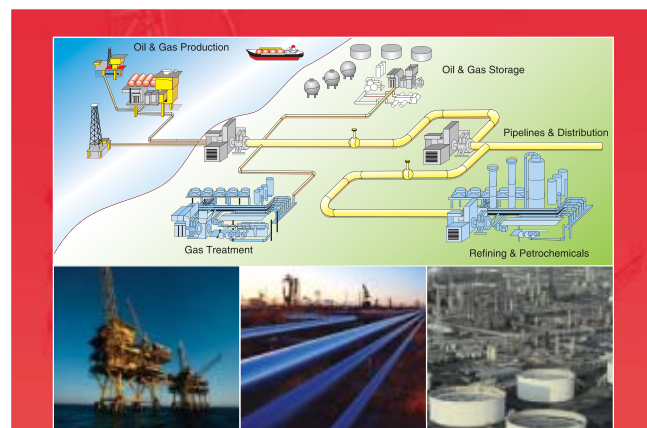 Oil & Gas Production
Oil & Gas Storage
Pipelines & Distribution
Gas Treatment
Refining & Petrochemicals